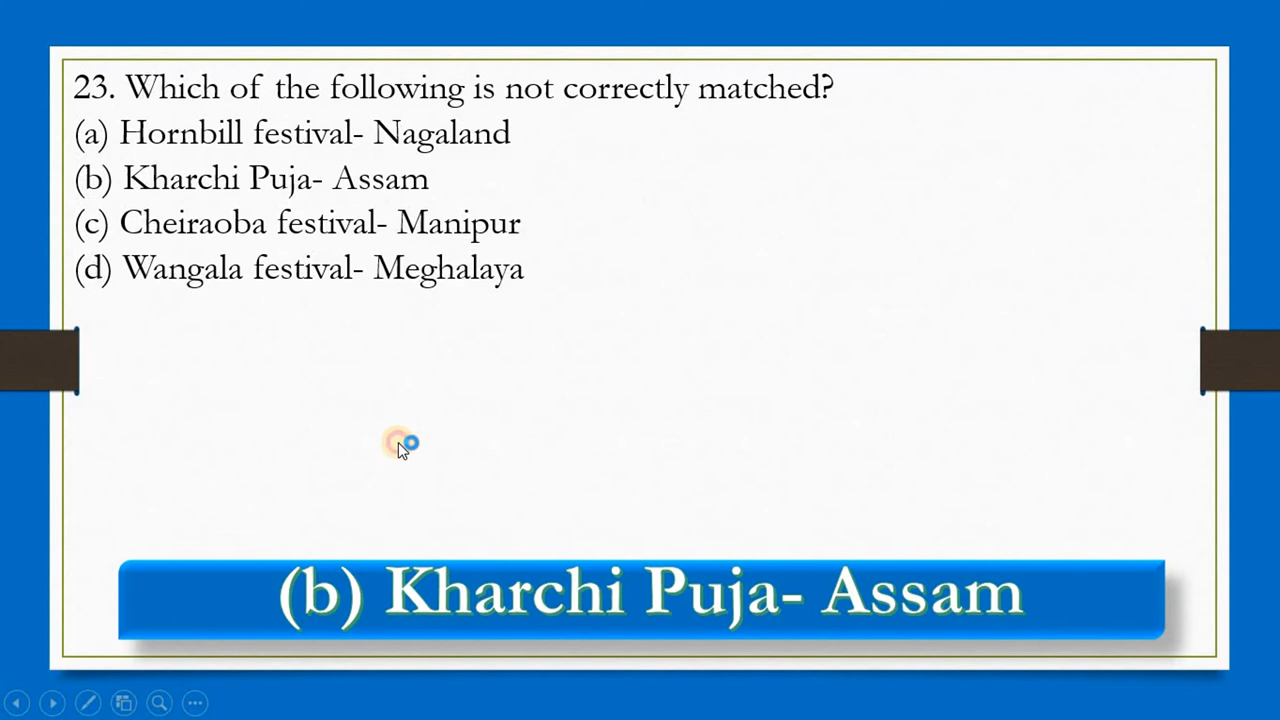 23. Which of the following is not correctly matched?
(a) Hornbill festival- Nagaland
(b) Kharchi Puja- Assam
(c) Cheiraoba festival- Manipur
(d) Wangala festival- Meghalaya
(b) Kharchi Puja- Assam